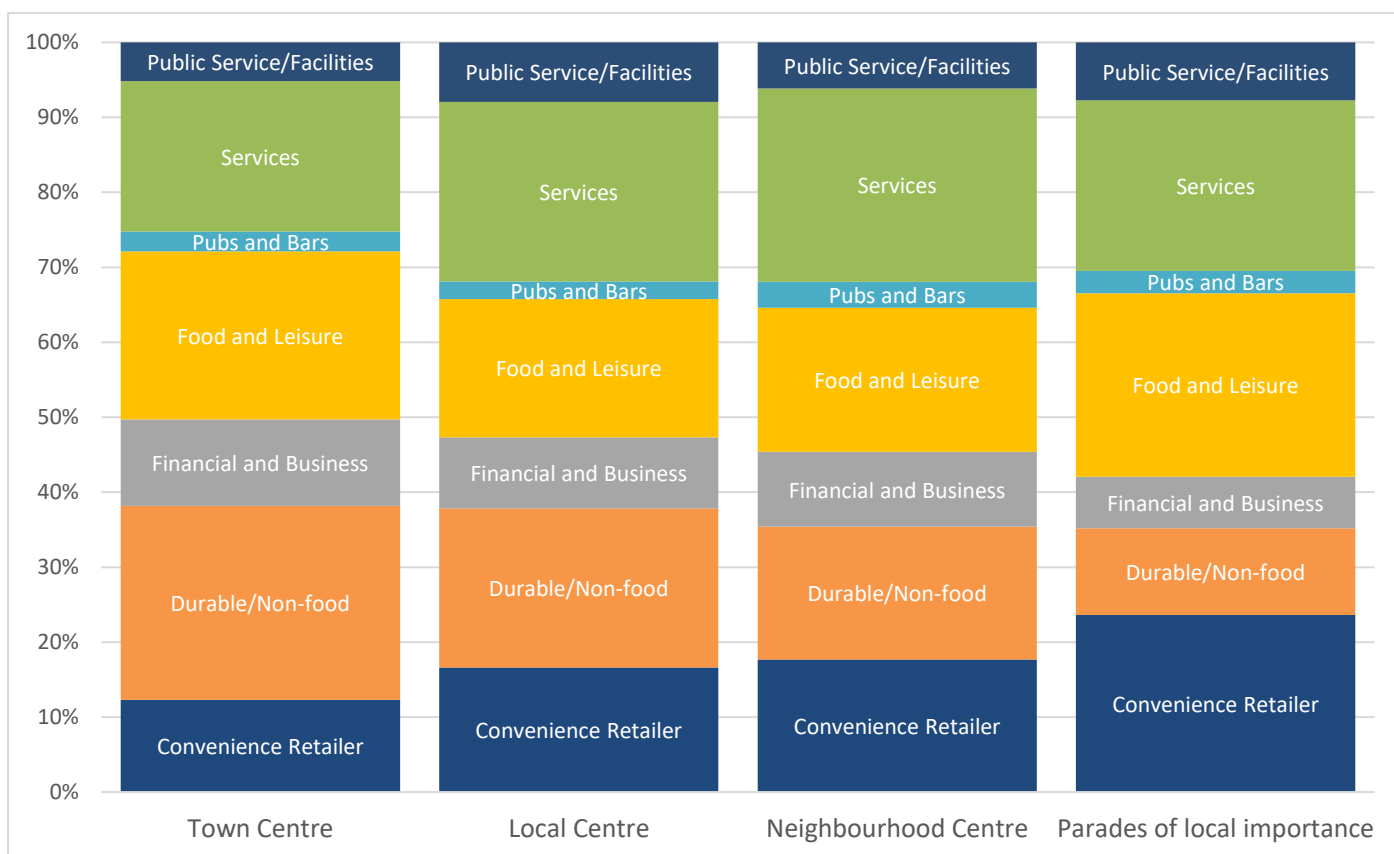 100%
90%
80%
70%
60%
50%
40%
30%
20%
10%
0%
Public Service/Facilities
Services
Pubs and Bars
Food and Leisure
Financial and Business
Durable/Non-food
Convenience Retailer
Public Service/Facilities
Services
Pubs and Bars
Food and Leisure
Financial and Business
Durable/Non-food
Convenience Retailer
Public Service/Facilities
Services
Pubs and Bars
Food and Leisure
Financial and Business
Durable/Non-food
Convenience Retailer
Public Service/Facilities
Services
Pubs and Bars
Food and Leisure
Financial and Business
Durable/Non-food
Convenience Retailer
Town Centre
Local Centre
Neighbourhood Centre
Parades of local importance